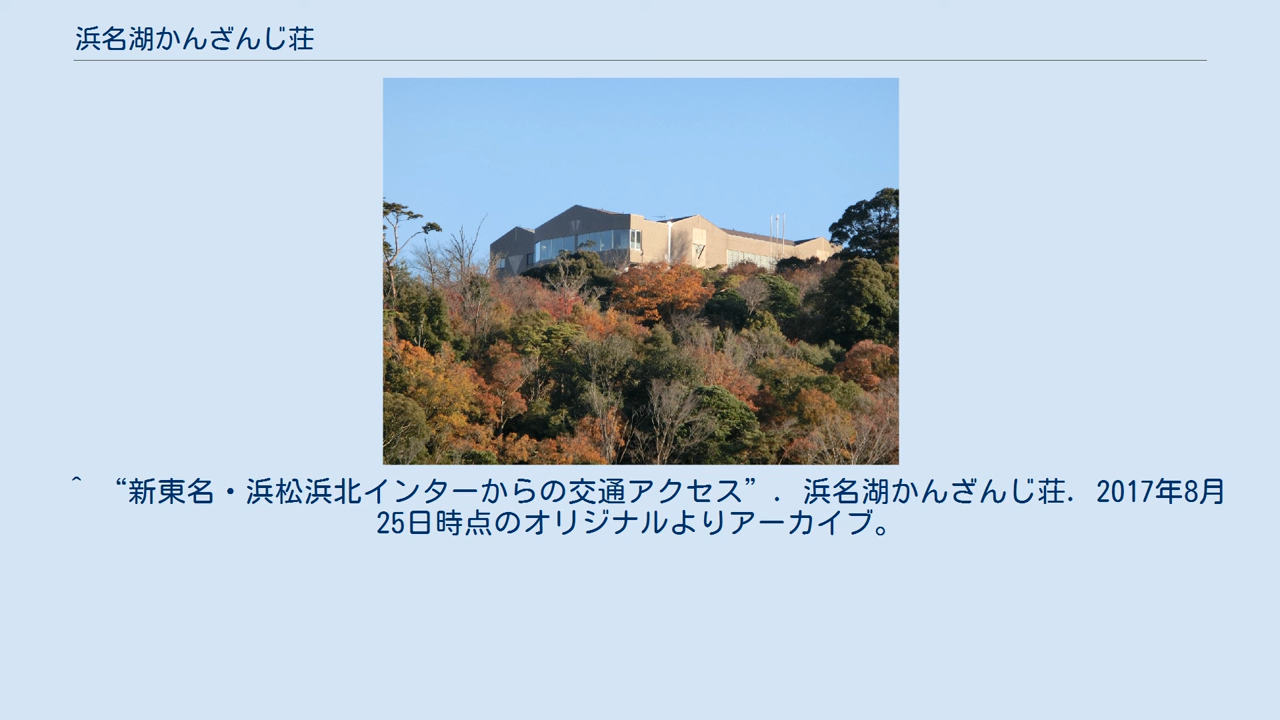 浜名湖かんざんじ荘
^ “新東名・浜松浜北インターからの交通アクセス”. 浜名湖かんざんじ荘. 2017年8月
25日時点のオリジナルよりアーカイブ。